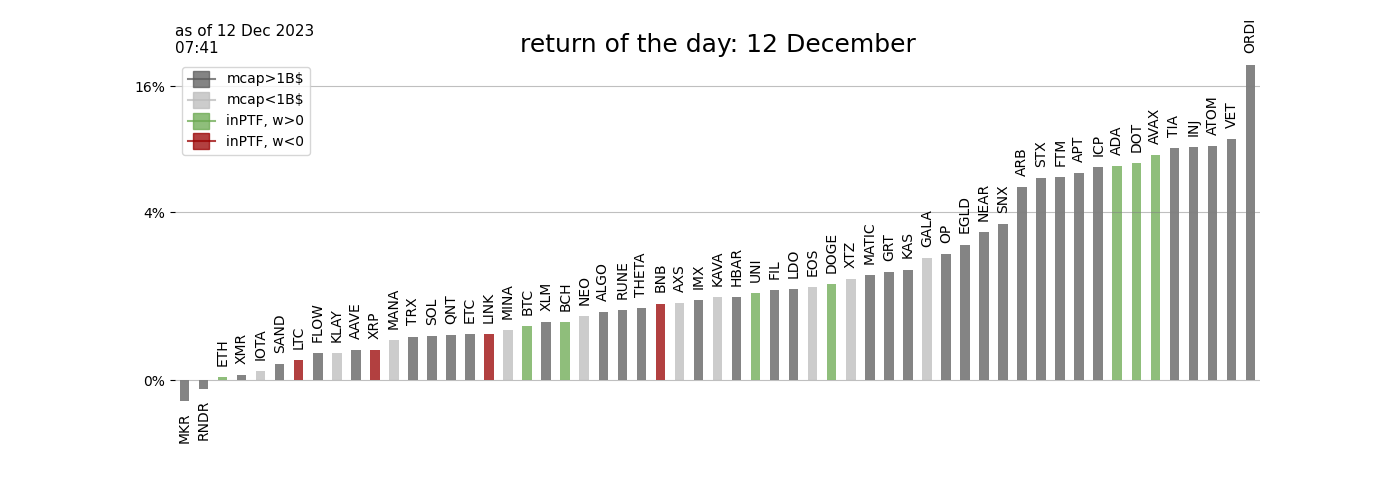 as of 12 Dec 2023
07:41
return of the day: 12 December
mcap>1B$
mcap<1B$
inPTF, w>0
inPTF, w<0
16%
4%
0%
MKR
RNDR
ETH
XMR
IOTA
SAND
LTC
FLOW
KLAY
AAVE
XRP
MANA
TRX
SOL
QNT
ETC
LINK
MINA
BTC
XLM
BCH
NEO
ALGO
RUNE
THETA
BNB
AXS
IMX
KAVA
HBAR
UNI
FIL
LDO
EOS
DOGE
XTZ
MATIC
GRT
KAS
GALA
OP
EGLD
NEAR
SNX
ARB
STX
FTM
APT
ICP
ADA
DOT
AVAX
TIA
INJ
ATOM
VET
ORDI